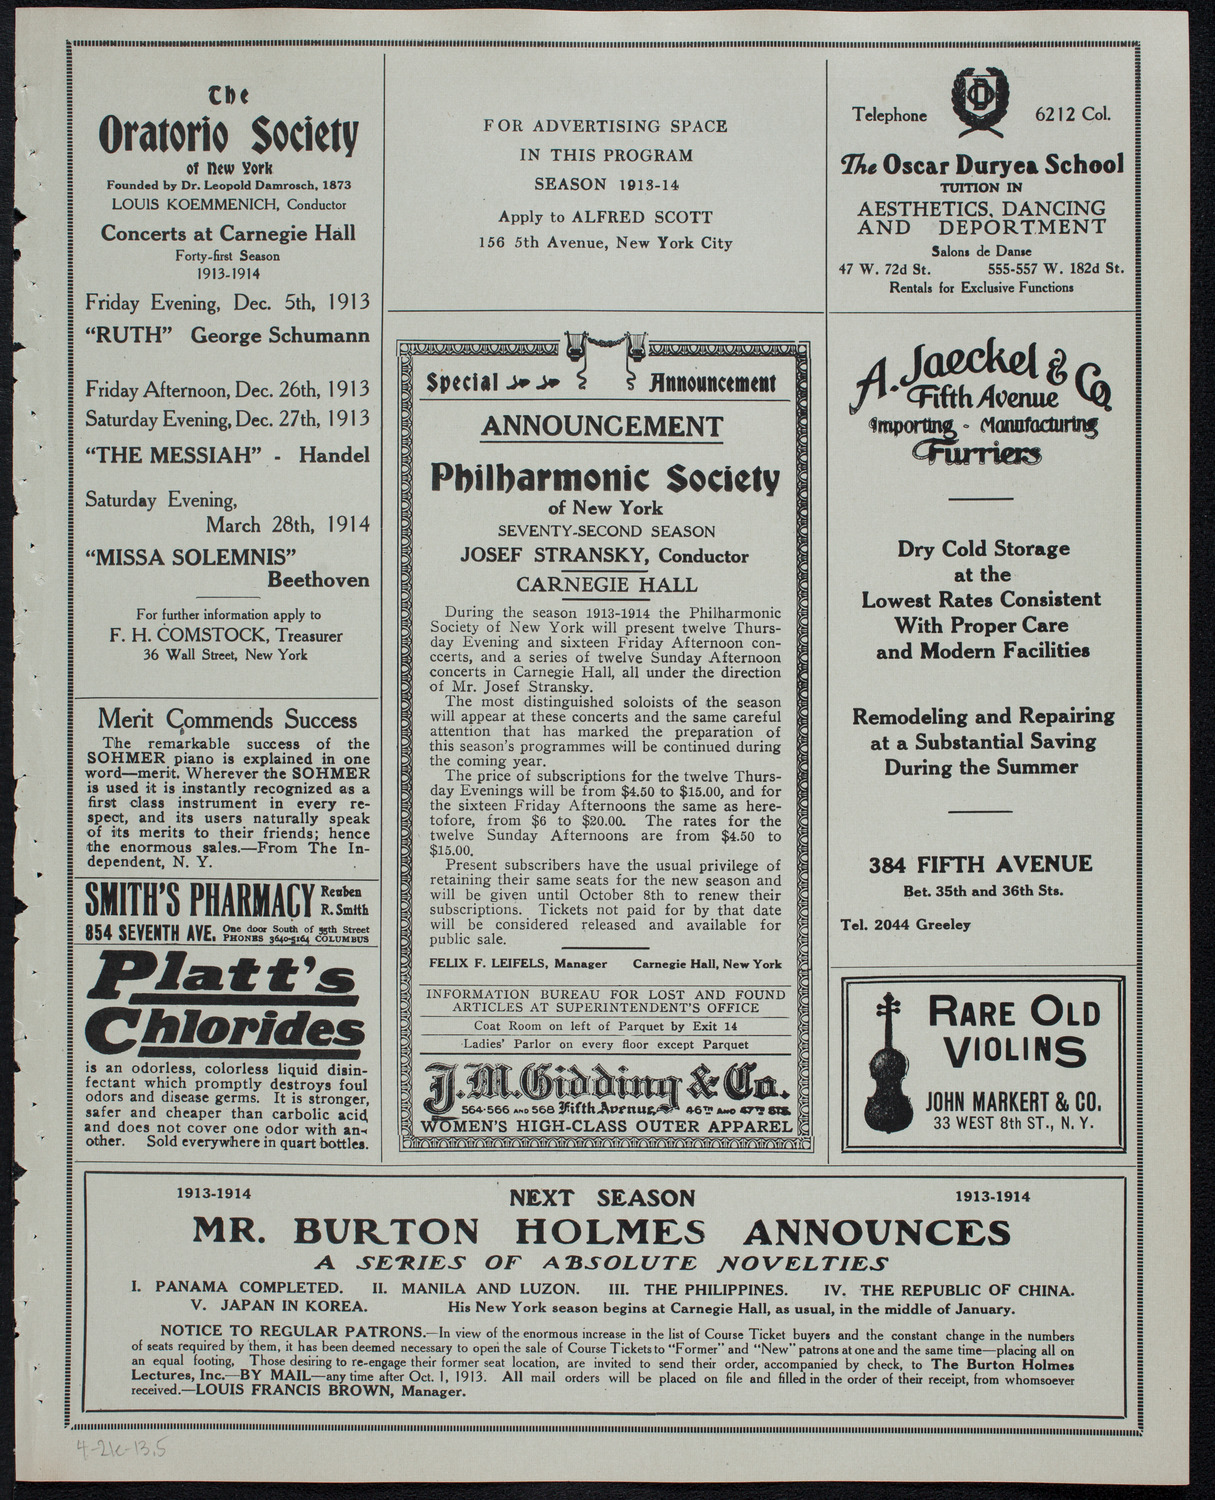 The
Oratorio Society
of New York
Founded by Dr. Leopold Damrosch, 1873
LOUIS KOEMMENICH, Conductor
Concerts at Carnegie Hall
Forty-first Season
1913-1914
Friday Evening, Dec. 5th, 1913
"RUTH" George Schumann
Friday Afternoon, Dec. 26th, 1913
Saturday Evening, Dec. 27th, 1913
"THE MESSIAH" - Handel
Saturday Evening,
March 28th, 1914
"MISSA SOLEMNIS"
Beethoven
For further information apply to
F. H. COMSTOCK, Treasurer
36 Wall Street, New York
Merit Commends Success
The remarkable success of the
SOHMER piano is explained in one
word—merit. Wherever the SOHMER
is used it is instantly recognized as a
first class instrument in every re-
spect, and its users naturally speak
of its merits to their friends; hence
the enormous sales.—From The In-
dependent, N. Y.
SMITH'S PHARMACY Reuben
R. Smith
854 SEVENTH AVE. One door South of 55th Street
PHONES 3640-5164 COLUMBUS
Platt's
Chlorides
is an odorless, colorless liquid disin-
fectant which promptly destroys foul
odors and disease germs. It is stronger,
safer and cheaper than carbolic acid
and does not cover one odor with an-
other. Sold everywhere in quart bottles.
FOR ADVERTISING SPACE
IN THIS PROGRAM
SEASON 1913-14
Apply to ALFRED SCOTT
156 5th Avenue, New York City
Special Announcement
ANNOUNCEMENT
Philharmonic Society
of New York
SEVENTY-SECOND SEASON
JOSEF STRANSKY, Conductor
CARNEGIE HALL
During the season 1913-1914 the Philharmonic
Society of New York will present twelve Thurs-
day Evening and sixteen Friday Afternoon con-
ccerts, and a series of twelve Sunday Afternoon
concerts in Carnegie Hall, all under the direction
of Mr. Josef Stransky.
The most distinguished soloists of the season
will appear at these concerts and the same careful
attention that has marked the preparation of
this season's programmes will be continued during
the coming year.
The price of subscriptions for the twelve Thurs-
day Evenings will be from $4.50 to $15.00, and for
the sixteen Friday Afternoons the same as here-
tofore, from $6 to $20.00. The rates for the
twelve Sunday Afternoons are from $4.50 to
$15.00.
Present subscribers have the usual privilege of
retaining their same seats for the new season and
will be given until October 8th to renew their
subscriptions. Tickets not paid for by that date
will be considered released and available for
public sale.
FELIX F. LEIFELS, Manager Carnegie Hall, New York
INFORMATION BUREAU FOR LOST AND FOUND
ARTICLES AT SUPERINTENDENT'S OFFICE
Coat Room on left of Parquet by Exit 14
Ladies' Parlor on every floor except Parquet
J. M. Gidding & Co.
564-566 AND 568 Fifth Avenue, 46TH AND 47TH STS.
WOMEN'S HIGH-CLASS OUTER APPAREL
Telephone 6212 Col.
The Oscar Duryea School
TUITION IN
AESTHETICS, DANCING
AND DEPORTMENT
Salons de Danse
47 W. 72d St. 555-557 W. 182d St.
Rentals for Exclusive Functions
A. Jaeckel & Co.
Fifth Avenue
Importing - Manufacturing
Furriers
Dry Cold Storage
at the
Lowest Rates Consistent
With Proper Care
and Modern Facilities
Remodeling and Repairing
at a Substantial Saving
During the Summer
384 FIFTH AVENUE
Bet. 35th and 36th Sts.
Tel. 2044 Greeley
RARE OLD
VIOLINS
JOHN MARKERT & CO.
33 WEST 8th ST., N. Y.
1913-1914 NEXT SEASON 1913-1914
MR. BURTON HOLMES ANNOUNCES
A SERIES OF ABSOLUTE NOVELTIES
I. PANAMA COMPLETED. II. MANILA AND LUZON. III. THE PHILIPPINES. IV. THE REPUBLIC OF CHINA.
V. JAPAN IN KOREA. His New York season begins at Carnegie Hall, as usual, in the middle of January.
NOTICE TO REGULAR PATRONS.—In view of the enormous increase in the list of Course Ticket buyers and the constant change in the numbers
of seats required by them, it has been deemed necessary to open the sale of Course Tickets to "Former" and "New" patrons at one and the same time—placing all on
an equal footing, Those desiring to re-engage their former seat location, are invited to send their order, accompanied by check, to The Burton Holmes
Lectures, Inc.—BY MAIL—any time after Oct. 1, 1913. All mail orders will be placed on file and filled in the order of their receipt, from whomsoever
received.—LOUIS FRANCIS BROWN, Manager.